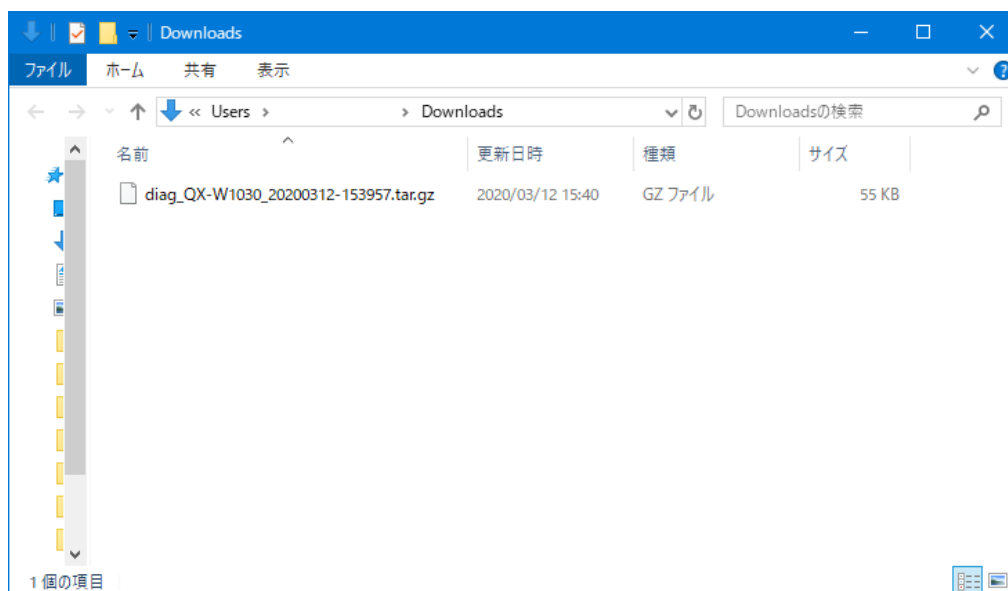 Downloads
ファイル ホーム 共有 表示
« Users > > Downloads Downloadsの検索
名前 更新日時 種類 サイズ
diag_QX-W1030_20200312-153957.tar.gz 2020/03/12 15:40 GZ ファイル 55 KB
1 個の項目